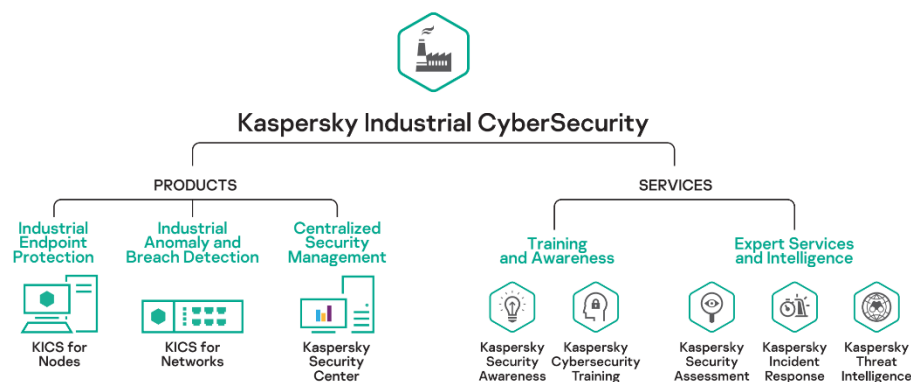 Kaspersky Industrial CyberSecurity
PRODUCTS
Industrial
Endpoint
Protection
KICS for
Nodes
Industrial
Anomaly and
Breach Detection
KICS for
Networks
Centralized
Security
Management
Kaspersky
Security
Center
SERVICES
Training
and Awareness
Kaspersky
Security
Awareness
Kaspersky
Cybersecurity
Training
Expert Services
and Intelligence
Kaspersky
Security
Assessment
Kaspersky
Incident
Response
Kaspersky
Threat
Intelligence